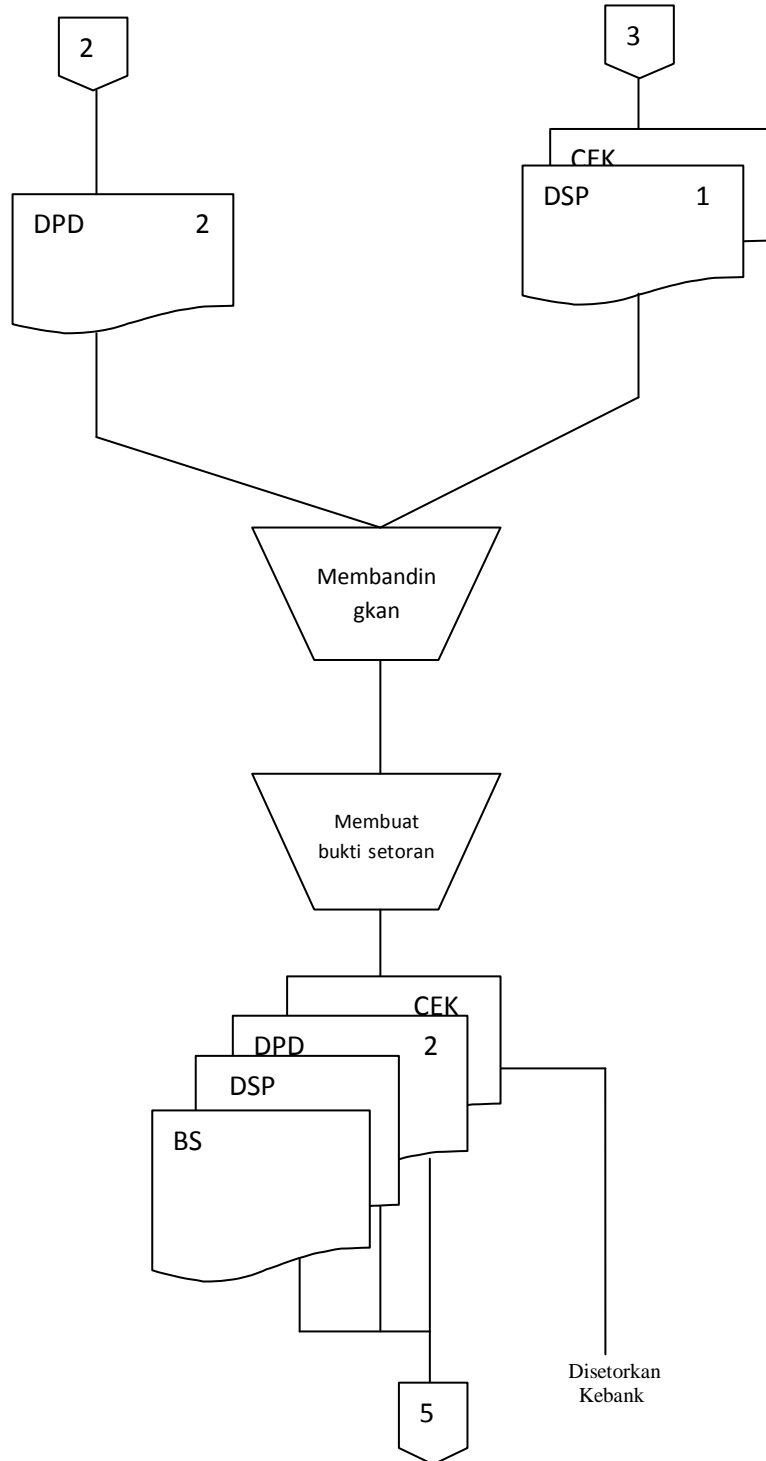 2
3
CEK
DPD 2
DSP 1
Membandin
gkan
Membuat
bukti setoran
CEK
DPD 2
DSP
BS
Disetorkan
Kebank
5